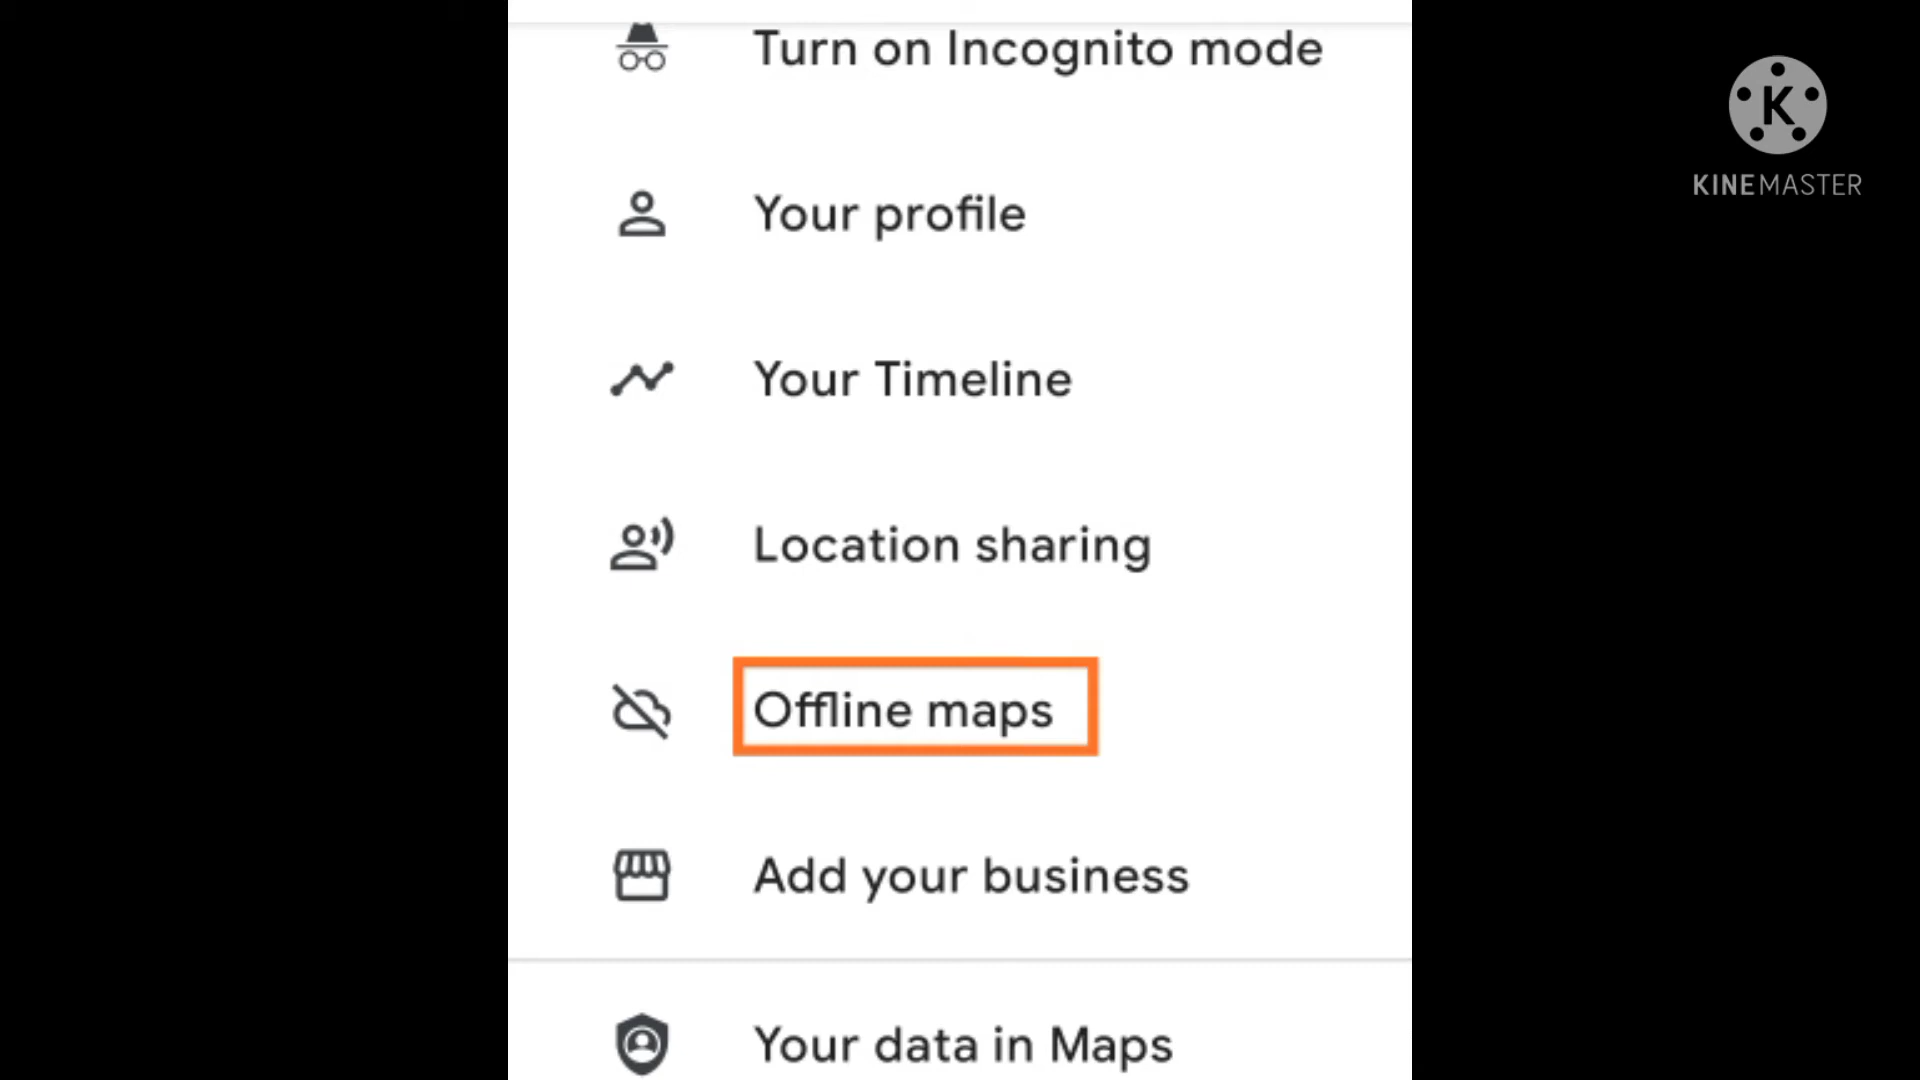 Turn on Incognito mode
Your profile
Your Timeline
Location sharing
Offline maps
Add your business
Your data in Maps
K
KINEMASTER